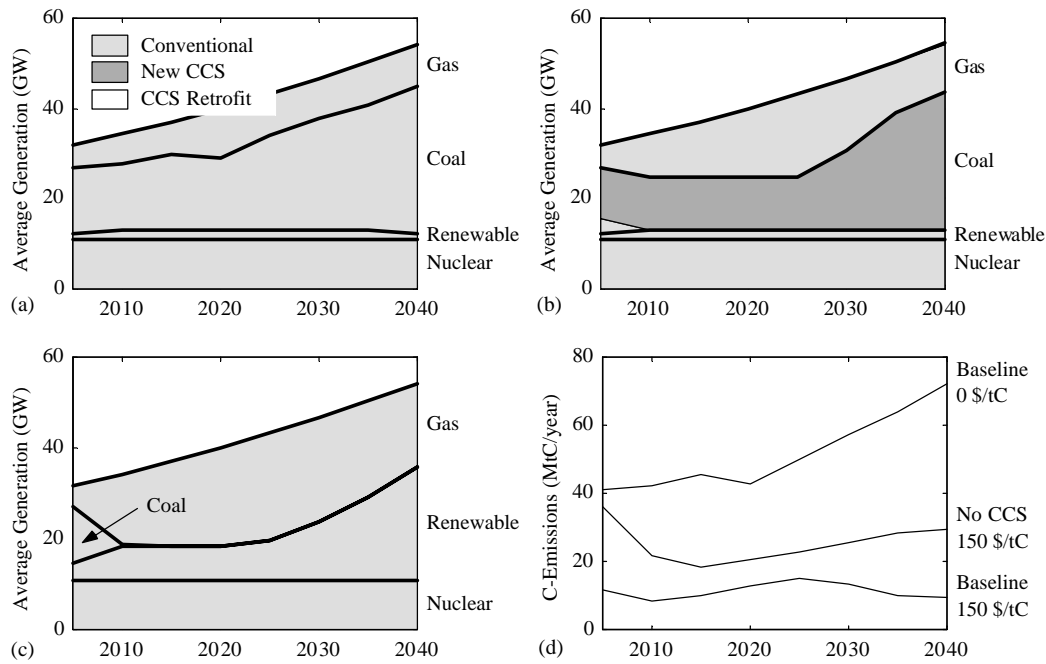 60
40
20
0
Average Generation (GW)
Conventional
New CCS
CCS Retrofit
Gas
Coal
Renewable
Nuclear
(a)
2010 2020 2030 2040
60
40
20
0
Average Generation (GW)
Gas
Coal
Renewable
Nuclear
(b)
2010 2020 2030 2040
60
40
20
0
Average Generation (GW)
Coal
Gas
Renewable
Nuclear
(c)
2010 2020 2030 2040
80
60
40
20
0
C-Emissions (MtC/year)
Baseline
0 $/tC
No CCS
150 $/tC
Baseline
150 $/tC
(d)
2010 2020 2030 2040